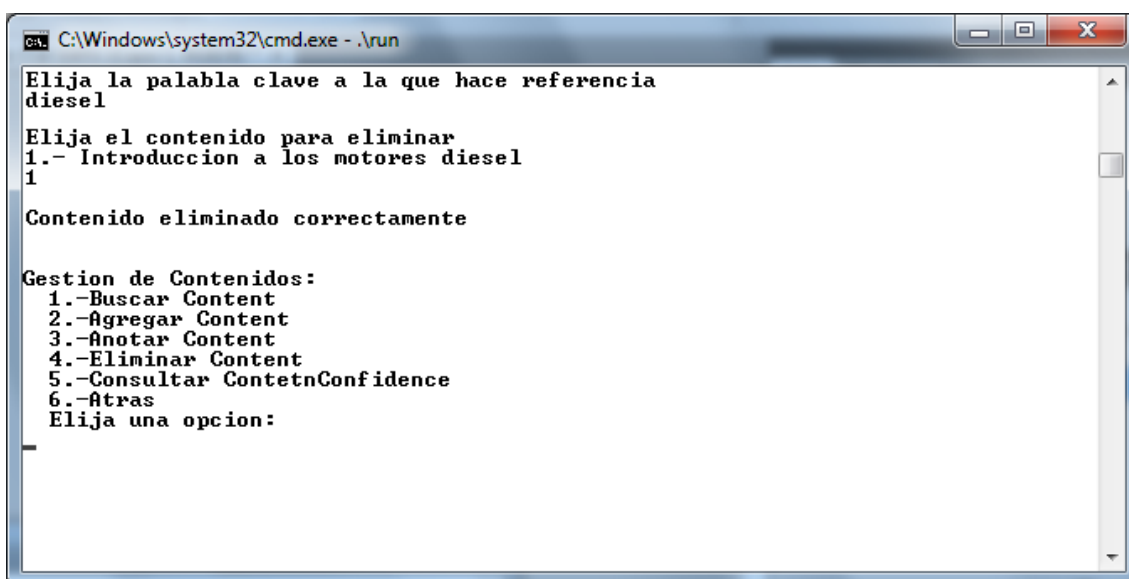 C:\Windows\system32\cmd.exe - .\run
Elija la palabla clave a la que hace referencia
diesel
Elija el contenido para eliminar
1.- Introduccion a los motores diesel
1
Contenido eliminado correctamente
Gestion de Contenidos:
1.-Buscar Content
2.-Agregar Content
3.-Anotar Content
4.-Eliminar Content
5.-Consultar ContetnConfidence
6.-Atras
Elija una opcion: